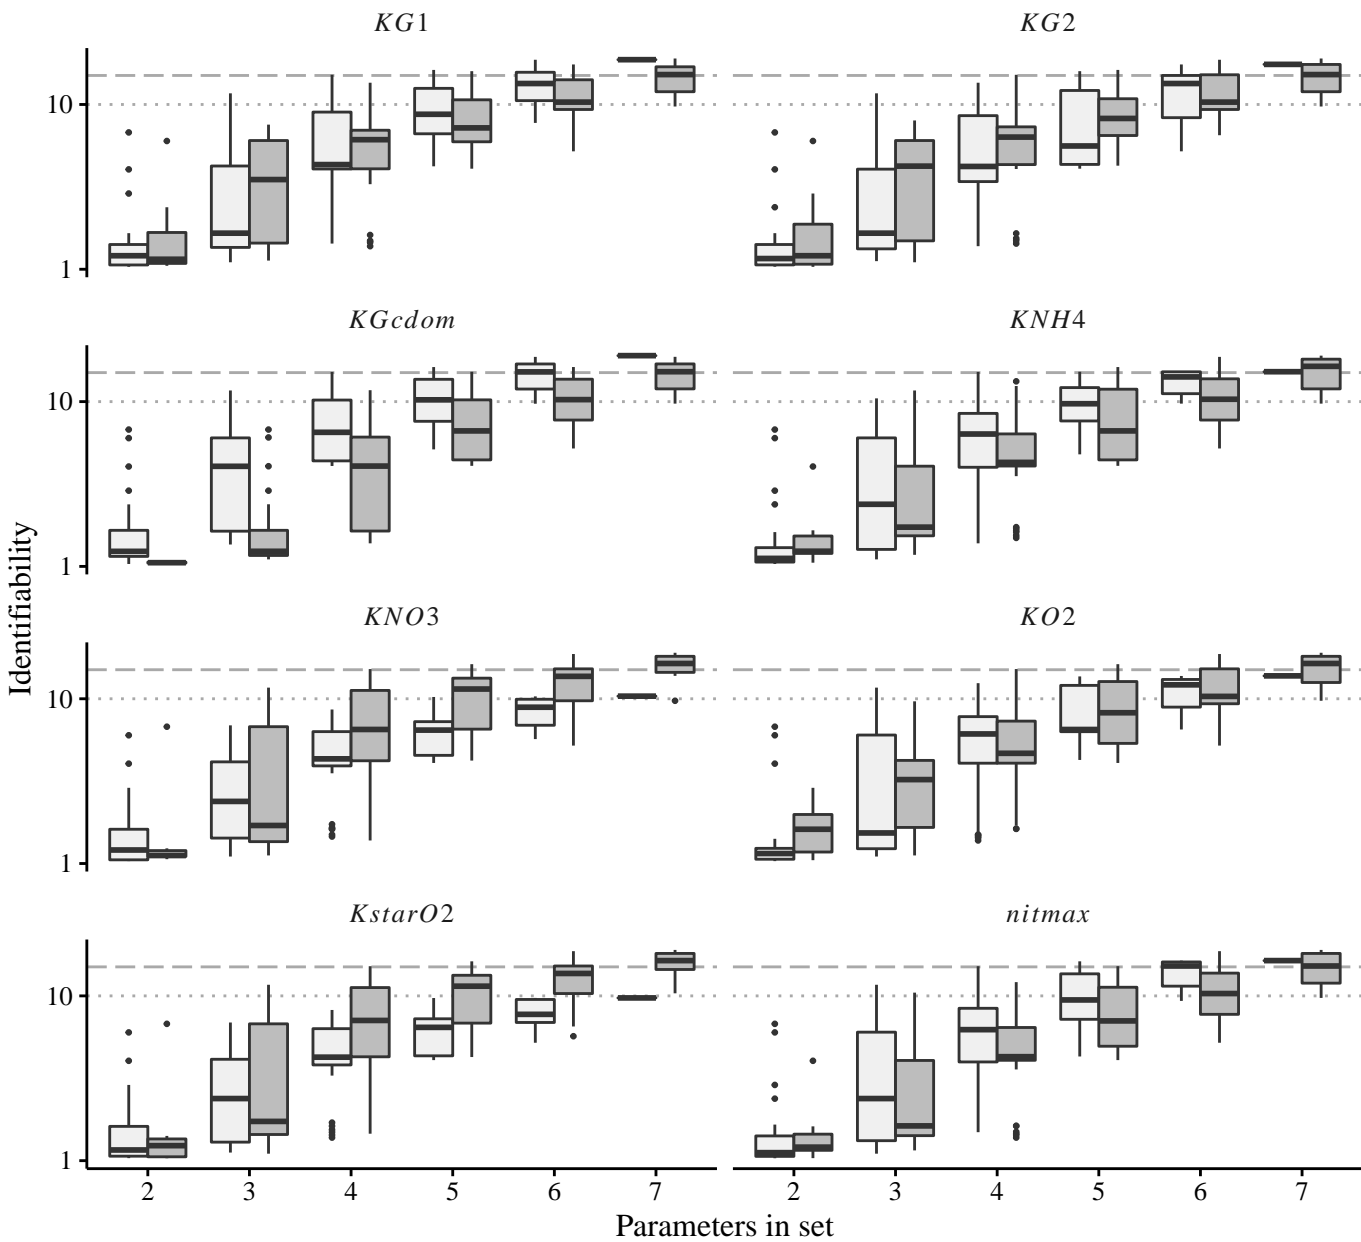 KG1
KG2
10
1
KGcdom
KNH4
10
1
KNO3
KO2
10
1
KstarO2
nitmax
10
1
Identifiability
2 3 4 5 6 7
2 3 4 5 6 7
Parameters in set